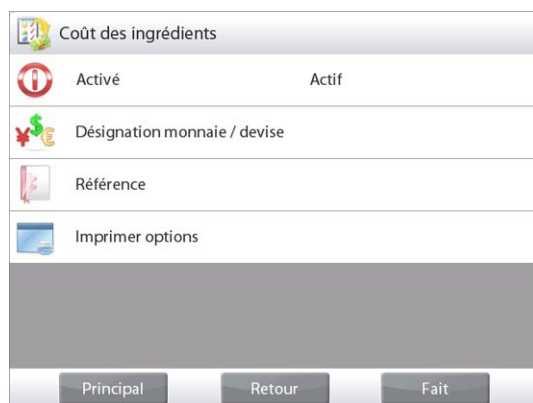 Coût des ingrédients
Activé Actif
Désignation monnaie / devise
Référence
Imprimer options
Principal Retour Fait